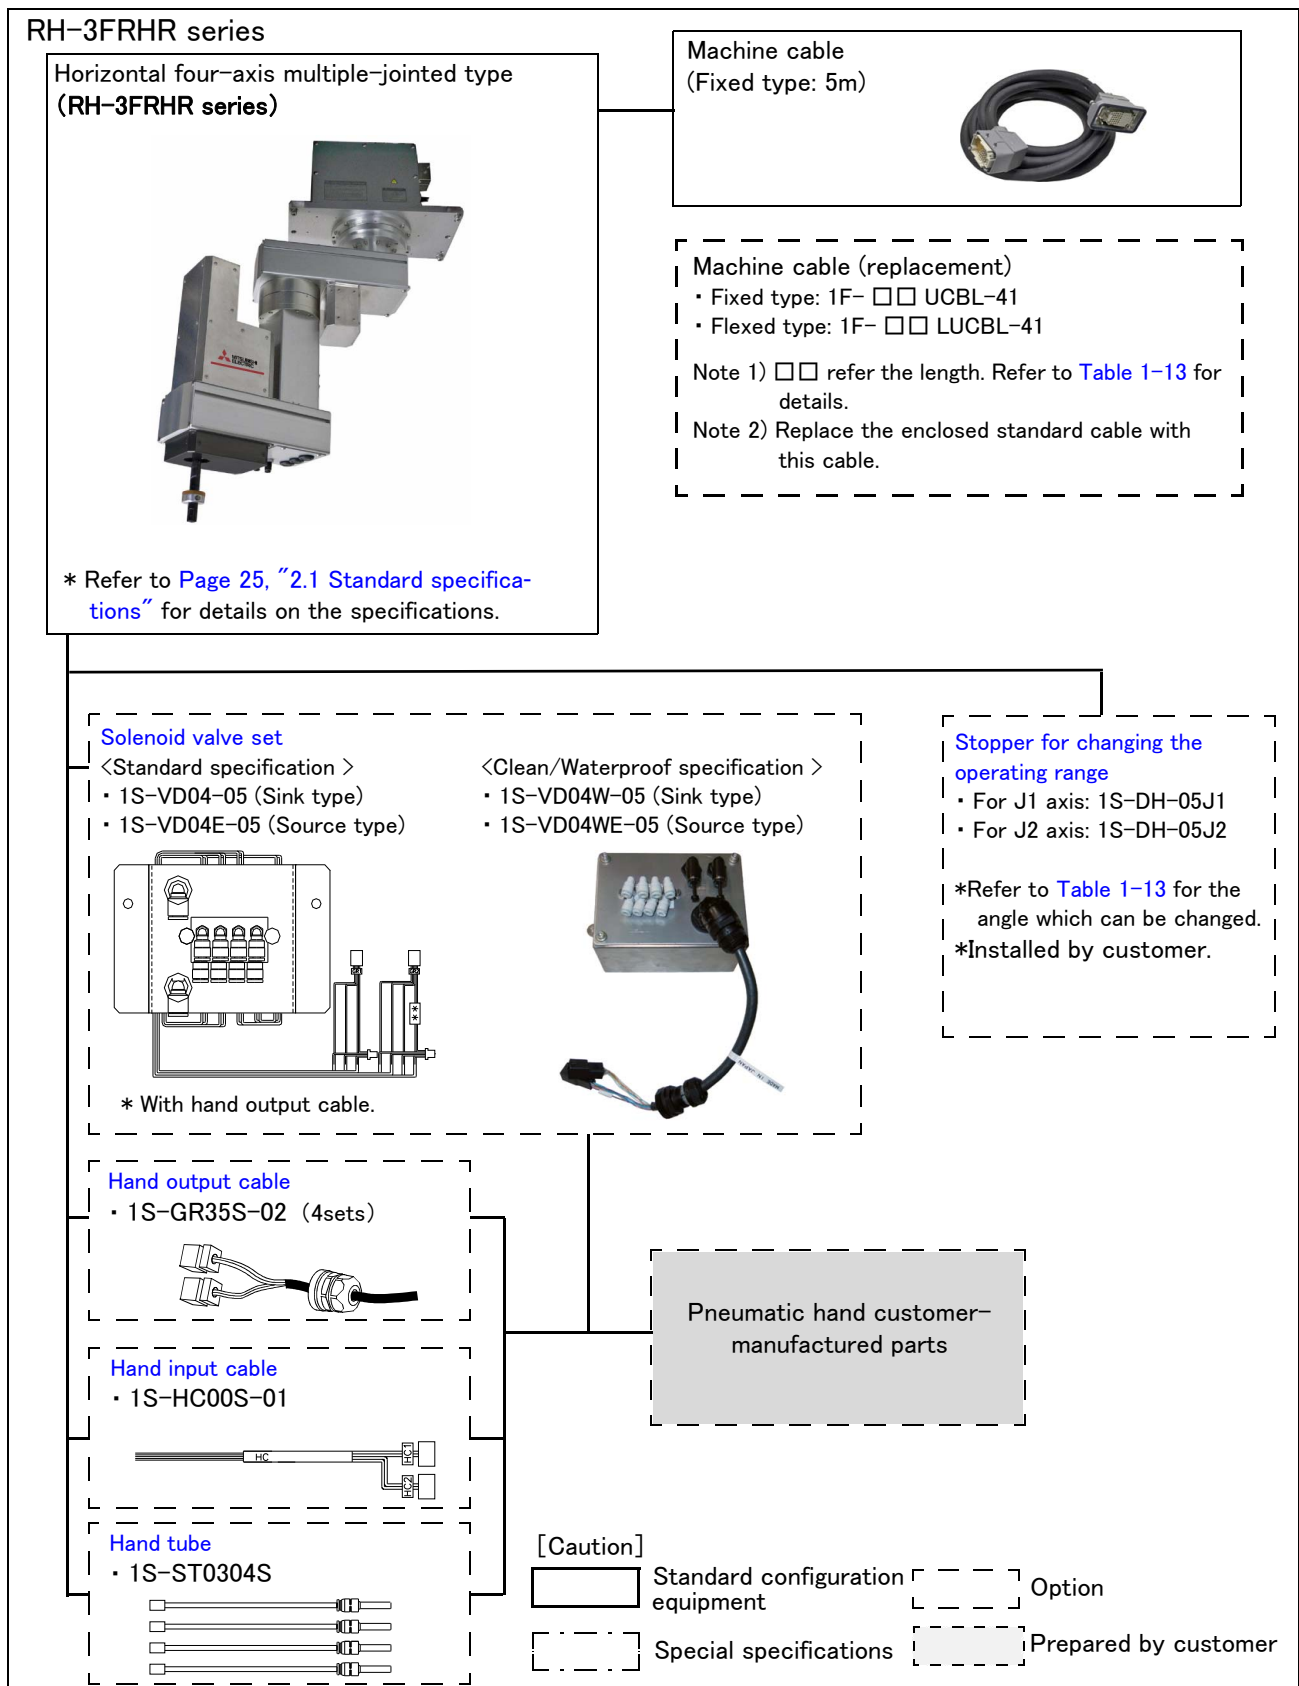 RH-3FRHR series
Horizontal four-axis multiple-jointed type
(RH-3FRHR series)
MITSUBISHI
ELECTRIC
* Refer to Page 25, "2.1 Standard specifica-
tions" for details on the specifications.
Machine cable
(Fixed type: 5m)
Machine cable (replacement)
・Fixed type: 1F- □□ UCBL-41
・Flexed type: 1F- □□ LUCBL-41
Note 1) □□ refer the length. Refer to Table 1-13 for
details.
Note 2) Replace the enclosed standard cable with
this cable.
Solenoid valve set
<Standard specification >
・1S-VD04-05 (Sink type)
・1S-VD04E-05 (Source type)
<Clean/Waterproof specification >
・1S-VD04W-05 (Sink type)
・1S-VD04WE-05 (Source type)
**
MADE IN JAPAN
* With hand output cable.
Stopper for changing the
operating range
・For J1 axis: 1S-DH-05J1
・For J2 axis: 1S-DH-05J2
*Refer to Table 1-13 for the
angle which can be changed.
*Installed by customer.
Hand output cable
・1S-GR35S-02 (4sets)
Hand input cable
・1S-HC00S-01
HC
HC1
HC2
Hand tube
・1S-ST0304S
Pneumatic hand customer-
manufactured parts
[Caution]
Standard configuration
equipment
Option
Special specifications
Prepared by customer